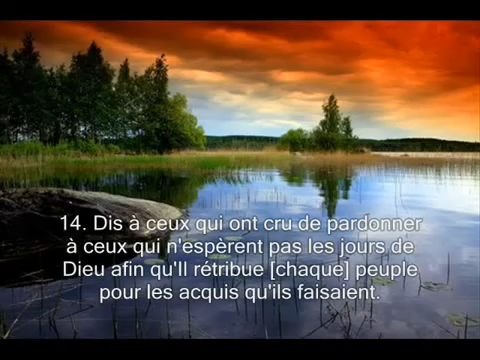 14. Dis à ceux qui ont cru de pardonner
à ceux qui n'espèrent pas les jours de
Dieu afin qu'Il rétribue [chaque] peuple
pour les acquis qu'ils faisaient.